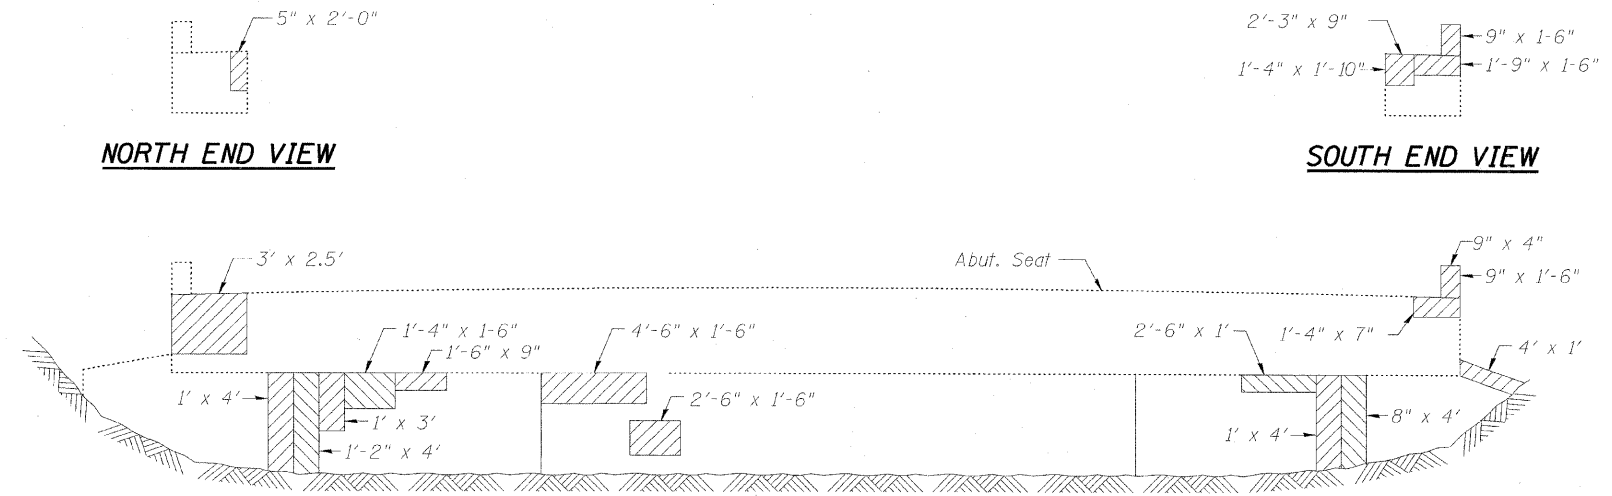 5" x 2'-0"
2'-3" x 9"
9" x 1-6"
1'-4" x 1'-10"
1'-9" x 1-6"
NORTH END VIEW
SOUTH END VIEW
3' x 2.5'
Abut. Seat
9" x 4"
9" x 1'-6"
1'-4" x 1-6"
4'-6" x 1'-6"
2'-6" x 1'
1'-4" x 7"
1'-6" x 9"
4' x 1'
1' x 4'
2'-6" x 1'-6"
1' x 3'
8" x 4'
1'-2" x 4'
1' x 4'